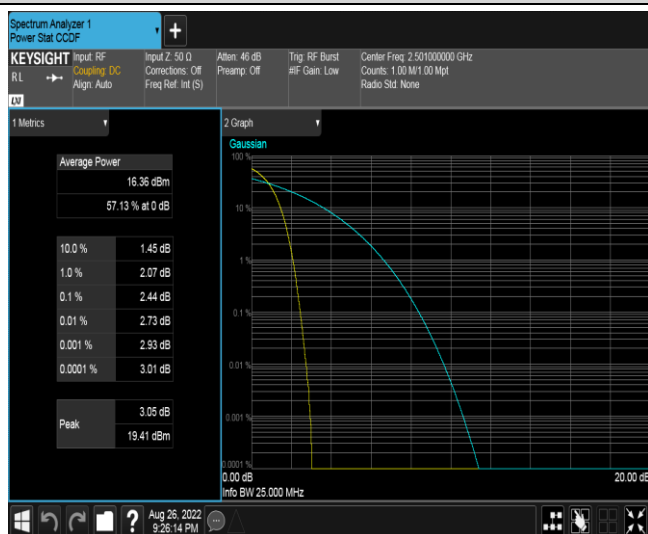 Spectrum Analyzer 1
Power Stat CCDF
KEYSIGHT
RL
LXI
Input: RF
Coupling: DC
Align: Auto
Input Z: 50 Ω
Corrections: Off
Freq Ref: Int (S)
Atten: 46 dB
Preamp: Off
Trig: RF Burst
#IF Gain: Low
Center Freq: 2.501000000 GHz
Counts: 1.00 M/1.00 Mpt
Radio Std: None
1 Metrics
Average Power
16.36 dBm
57.13 % at 0 dB
10.0 % 1.45 dB
1.0 % 2.07 dB
0.1 % 2.44 dB
0.01 % 2.73 dB
0.001 % 2.93 dB
0.0001 % 3.01 dB
Peak
3.05 dB
19.41 dBm
2 Graph
Gaussian
100 %
10 %
1 %
0.1 %
0.01 %
0.001 %
0.0001 %
0.00 dB 20.00 dB
Info BW 25.000 MHz
?
Aug 26, 2022
9:26:14 PM